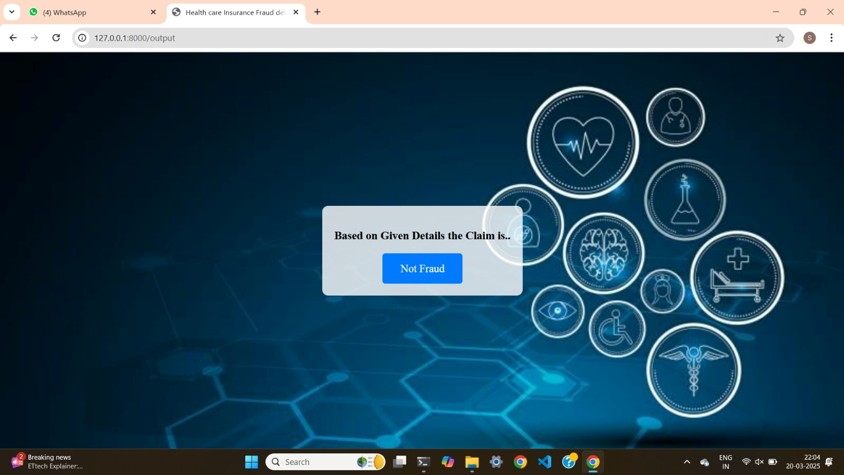 (4) WhatsApp
Health care Insurance Fraud de
127.0.0.1:8000/output
S
Based on Given Details the Claim is..
Not Fraud
2
Breaking news
ETtech Explainer:...
Search
ENG
IN
22:04
20-03-2025